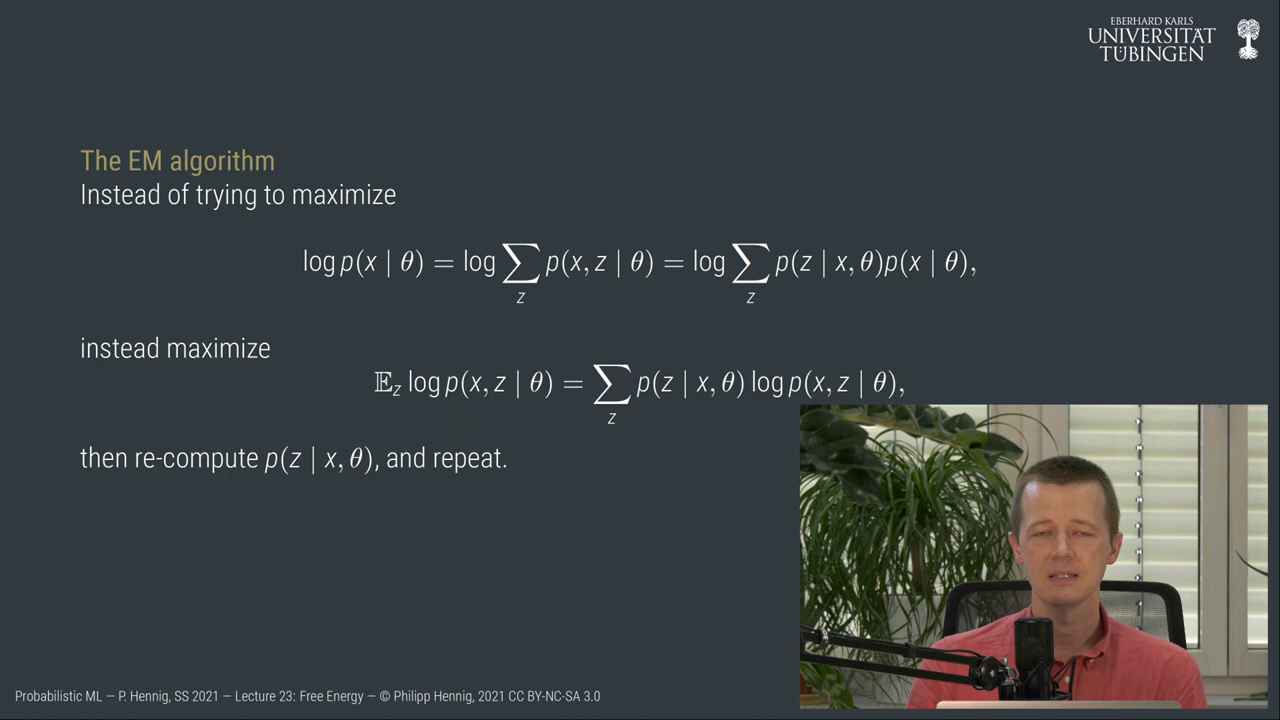 EBERHARD KARLS
UNIVERSITÄT
TÜBINGEN
The EM algorithm
Instead of trying to maximize
log p(x | θ) = log ∑_z p(x, z | θ) = log ∑_z p(z | x, θ)p(x | θ),
instead maximize
𝔼_z log p(x, z | θ) = ∑_z p(z | x, θ) log p(x, z | θ),
then re-compute p(z | x, θ), and repeat.
Probabilistic ML — P. Hennig, SS 2021 — Lecture 23: Free Energy — © Philipp Hennig, 2021 CC BY-NC-SA 3.0